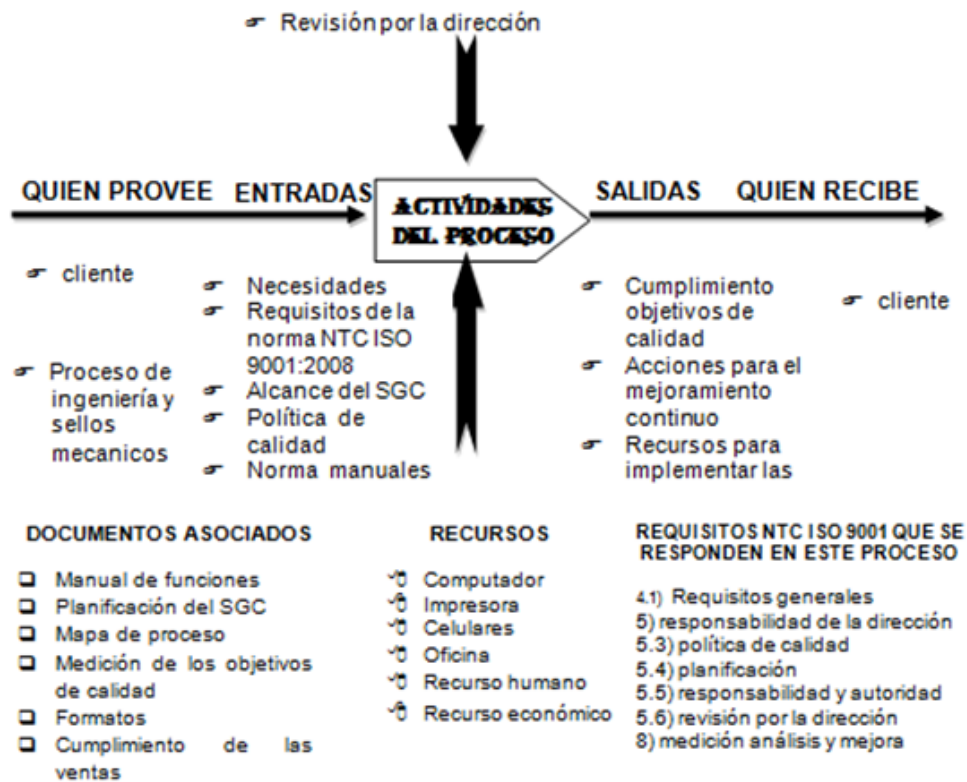 Revisión por la dirección
QUIEN PROVEE
ENTRADAS
ACTIVIDADES
DEL PROCESO
SALIDAS
QUIEN RECIBE
cliente
Proceso de
ingeniería y
sellos
mecanicos
Necesidades
Requisitos de la
norma NTC ISO
9001:2008
Alcance del SGC
Política de
calidad
Norma manuales
Cumplimiento
objetivos de
calidad
Acciones para el
mejoramiento
continuo
Recursos para
implementar las
cliente
DOCUMENTOS ASOCIADOS
Manual de funciones
Planificación del SGC
Mapa de proceso
Medición de los objetivos
de calidad
Formatos
Cumplimiento de las
ventas
RECURSOS
Computador
Impresora
Celulares
Oficina
Recurso humano
Recurso económico
REQUISITOS NTC ISO 9001 QUE SE
RESPONDEN EN ESTE PROCESO
4.1) Requisitos generales
5) responsabilidad de la dirección
5.3) política de calidad
5.4) planificación
5.5) responsabilidad y autoridad
5.6) revisión por la dirección
8) medición análisis y mejora